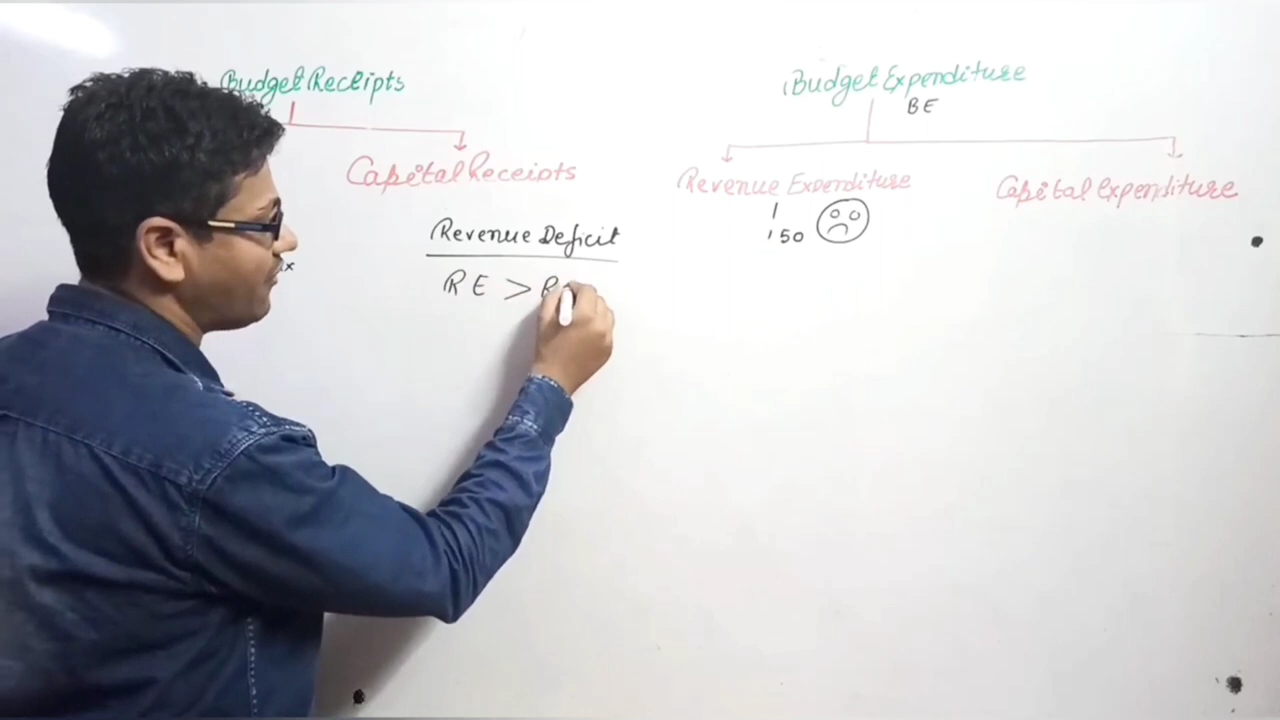 Budget Receipts
Capital Receipts
Revenue Deficit
RE > R
Budget Expenditure
BE
Revenue Expenditure
150
Capital Expenditure